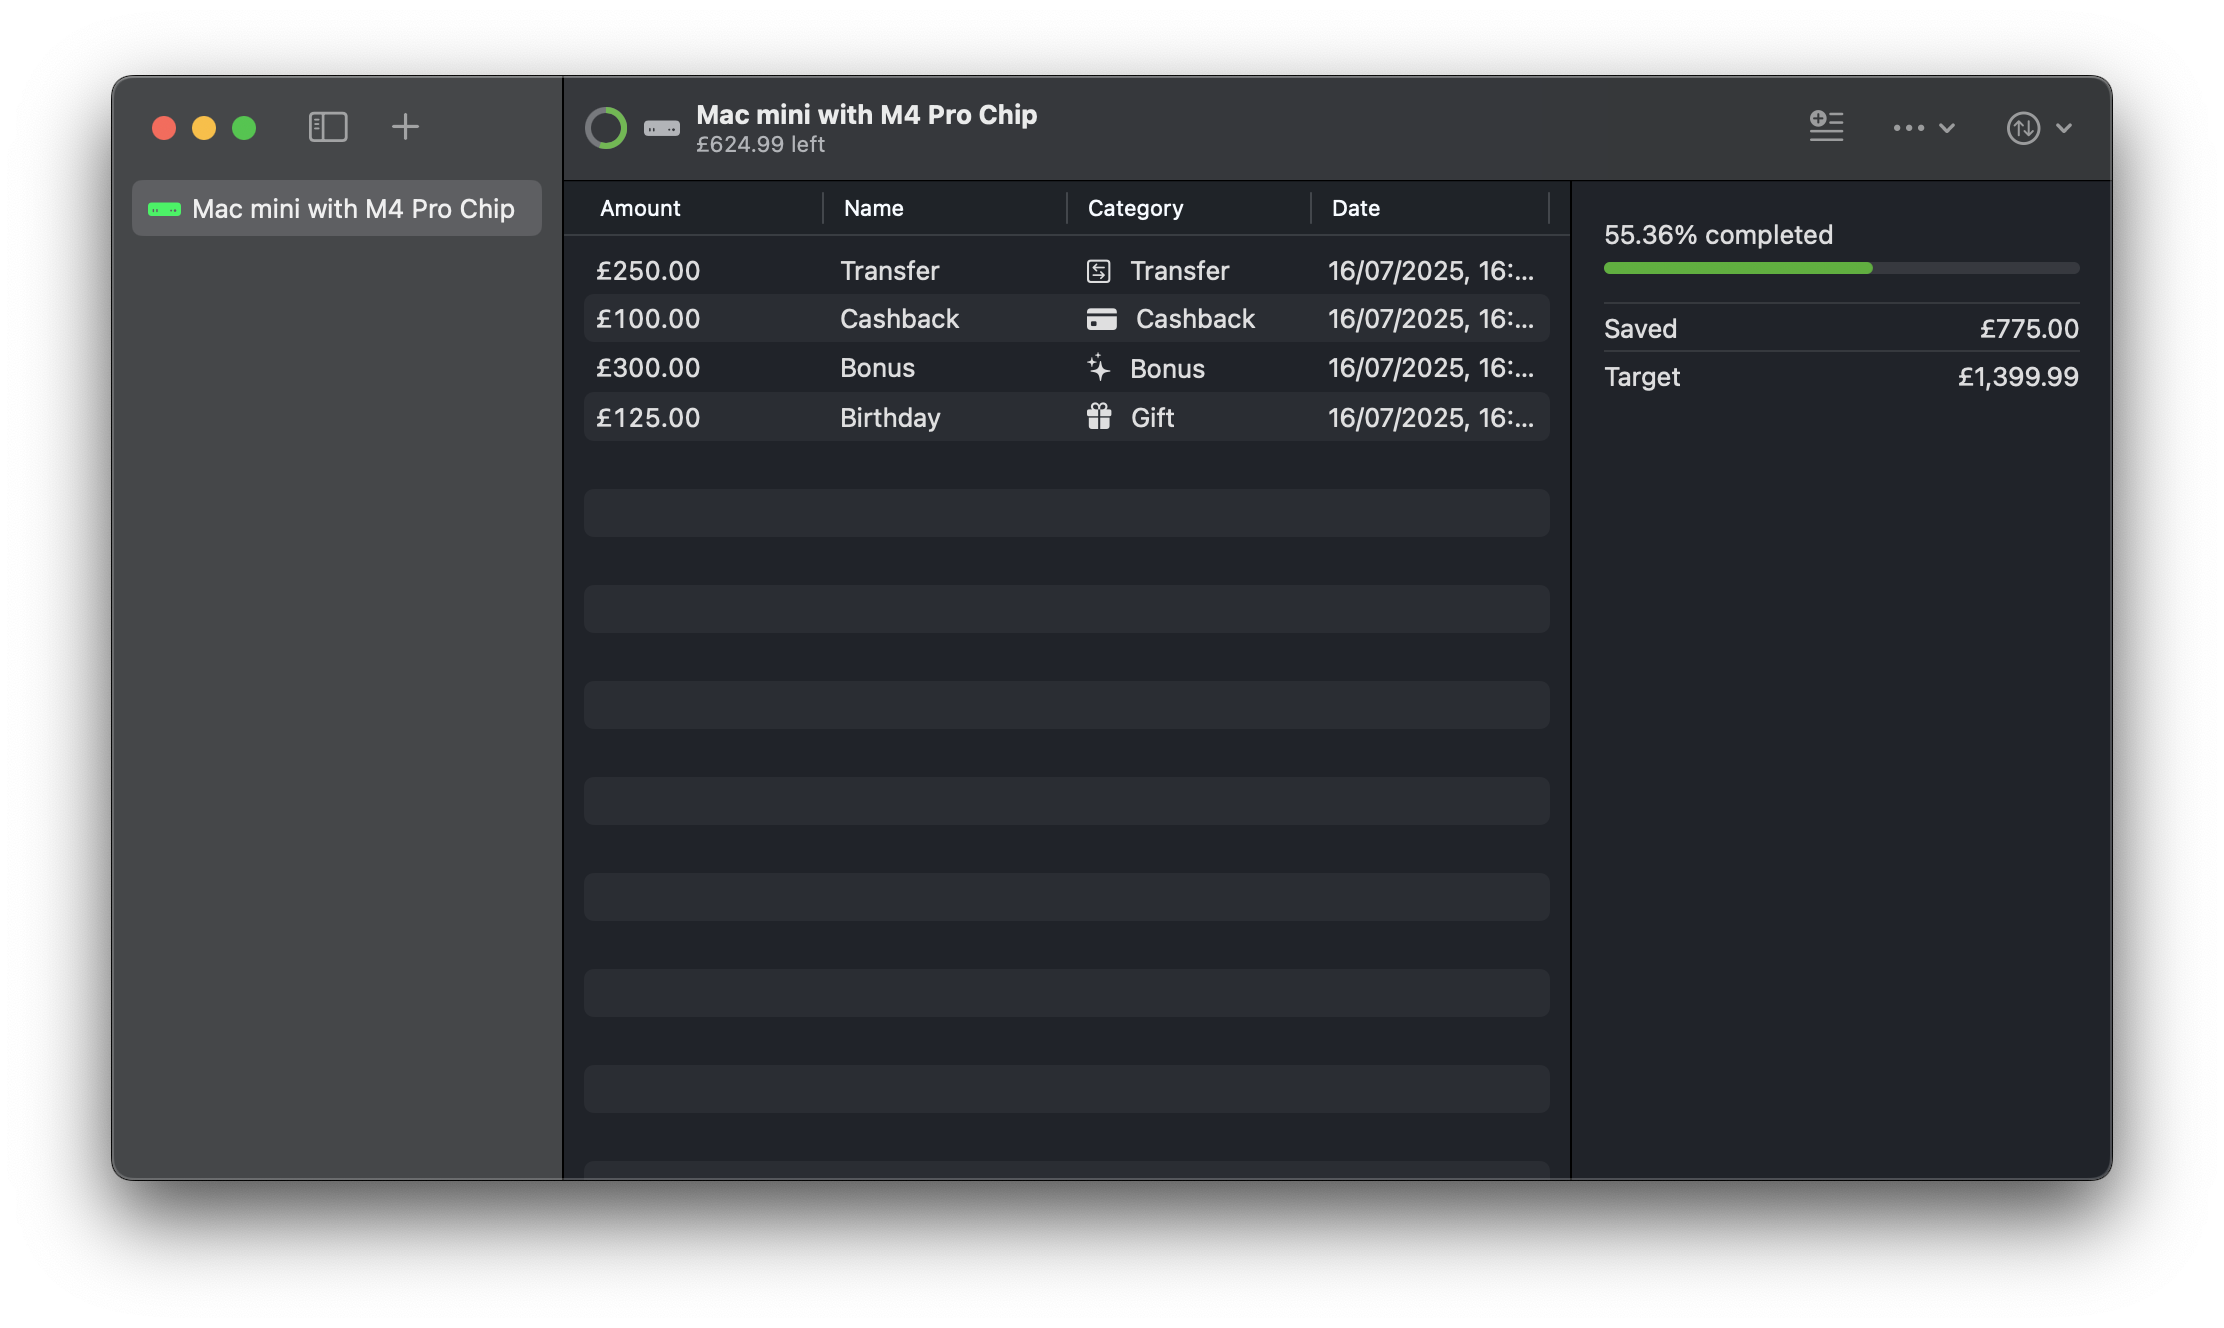 Mac mini with M4 Pro Chip
Mac mini with M4 Pro Chip
£624.99 left
Amount Name Category Date
£250.00 Transfer Transfer 16/07/2025, 16:...
£100.00 Cashback Cashback 16/07/2025, 16:...
£300.00 Bonus Bonus 16/07/2025, 16:...
£125.00 Birthday Gift 16/07/2025, 16:...
55.36% completed
Saved £775.00
Target £1,399.99